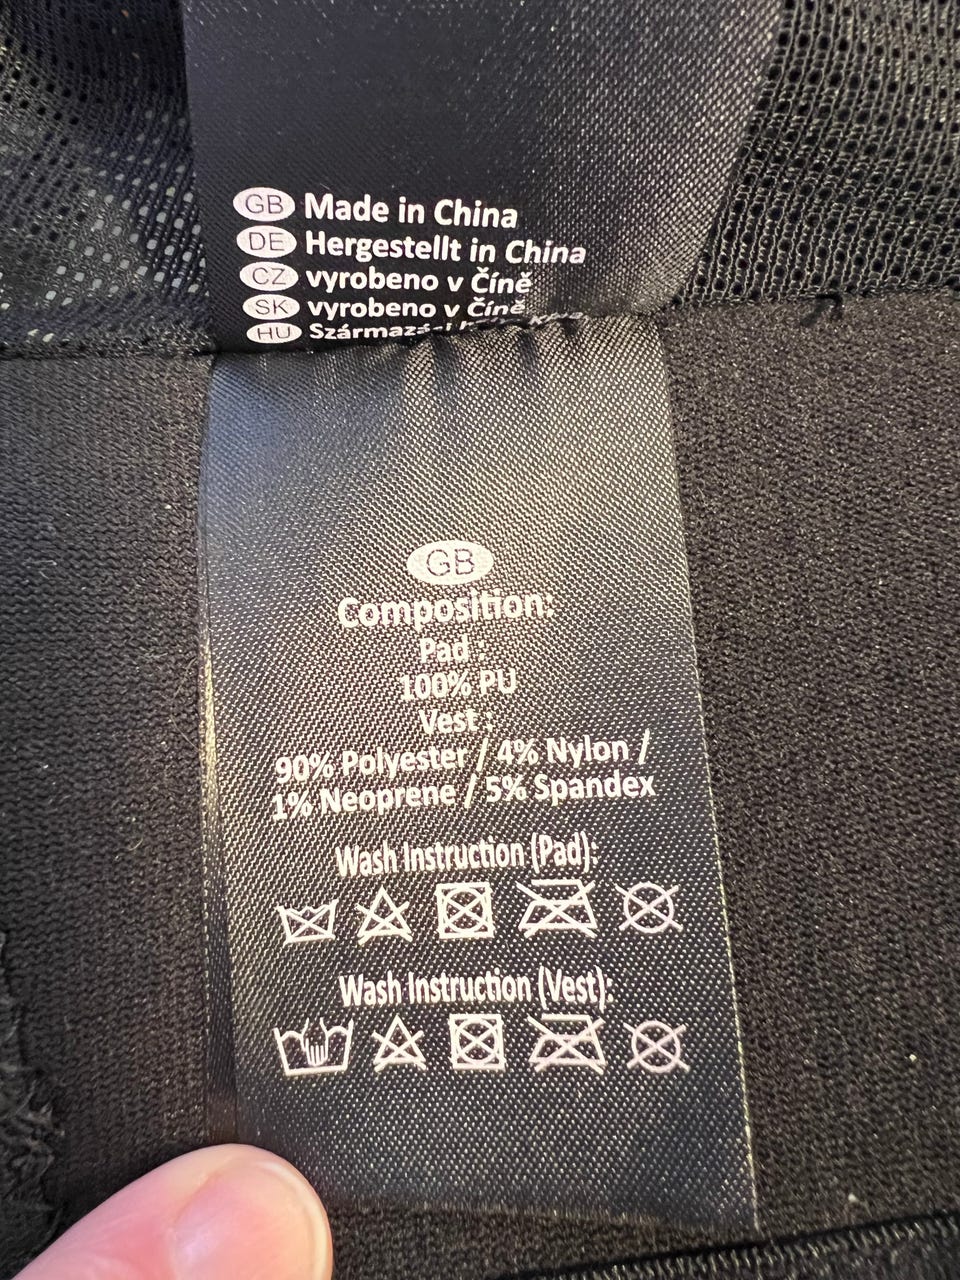 GB Made in China
DE Hergestellt in China
CZ vyrobeno v Číně
SK vyrobeno v Číně
HU
GB
Composition:
Pad :
100% PU
Vest :
90% Polyester / 4% Nylon /
1% Neoprene / 5% Spandex
Wash Instruction (Pad):
Wash Instruction (Vest):